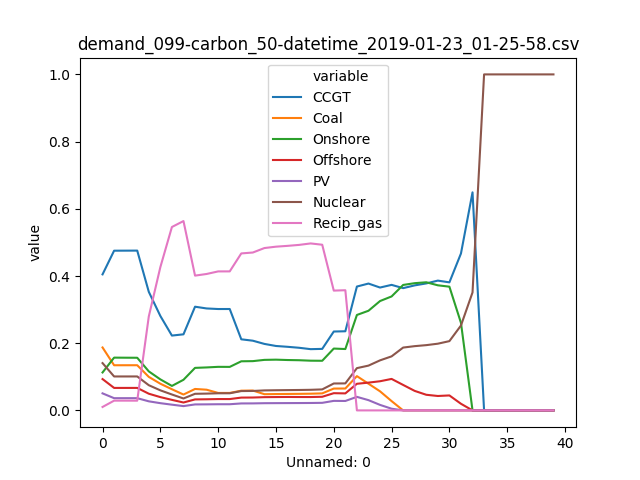 demand_099-carbon_50-datetime_2019-01-23_01-25-58.csv
variable
CCGT
Coal
Onshore
Offshore
PV
Nuclear
Recip_gas
value
1.0
0.8
0.6
0.4
0.2
0.0
0 5 10 15 20 25 30 35 40
Unnamed: 0